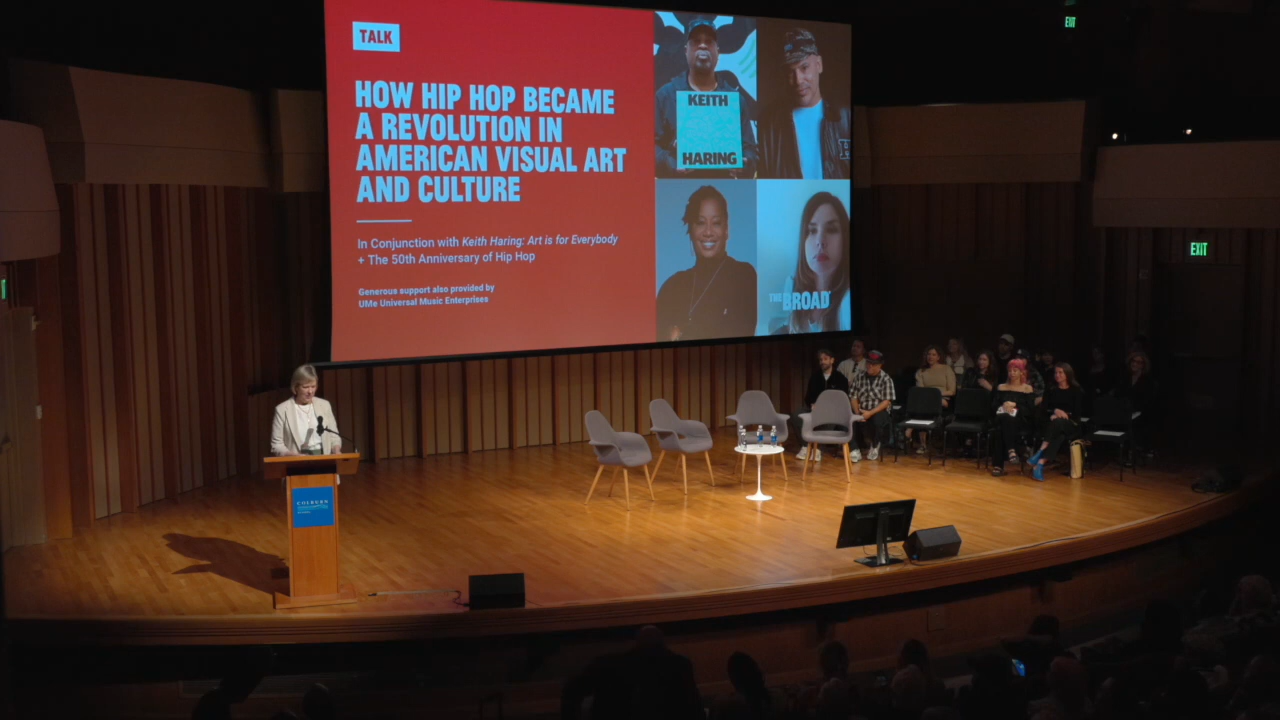 TALK
HOW HIP HOP BECAME
A REVOLUTION IN
AMERICAN VISUAL ART
AND CULTURE
In Conjunction with Keith Haring: Art is for Everybody
+ The 50th Anniversary of Hip Hop
Generous support also provided by
UMe Universal Music Enterprises
KEITH
HARING
THE BROAD
EXIT
EXIT
COLBURN